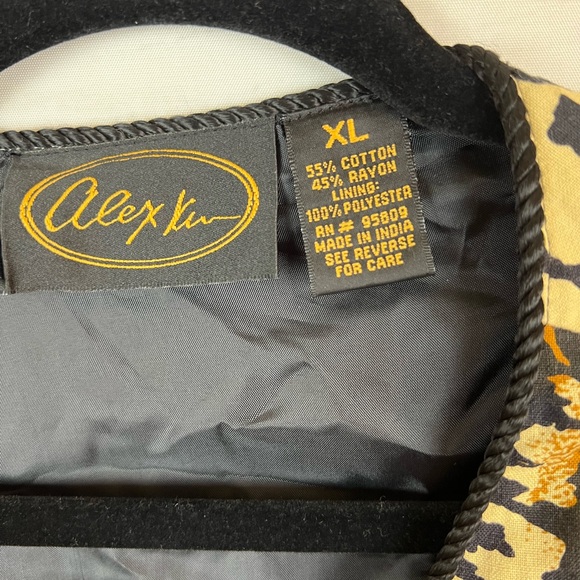 alex kim
XL
55% COTTON
45% RAYON
LINING:
100% POLYESTER
RN # 95809
MADE IN INDIA
SEE REVERSE
FOR CARE